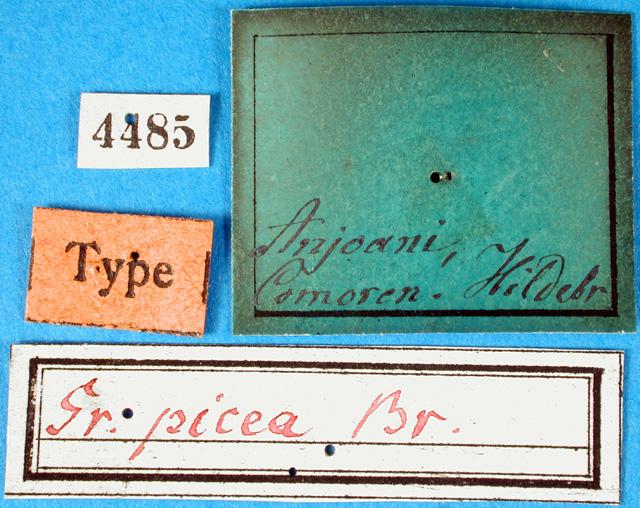 4485
Type
Anjoani,
Comoren. Hildebr
Gr. picea Br.